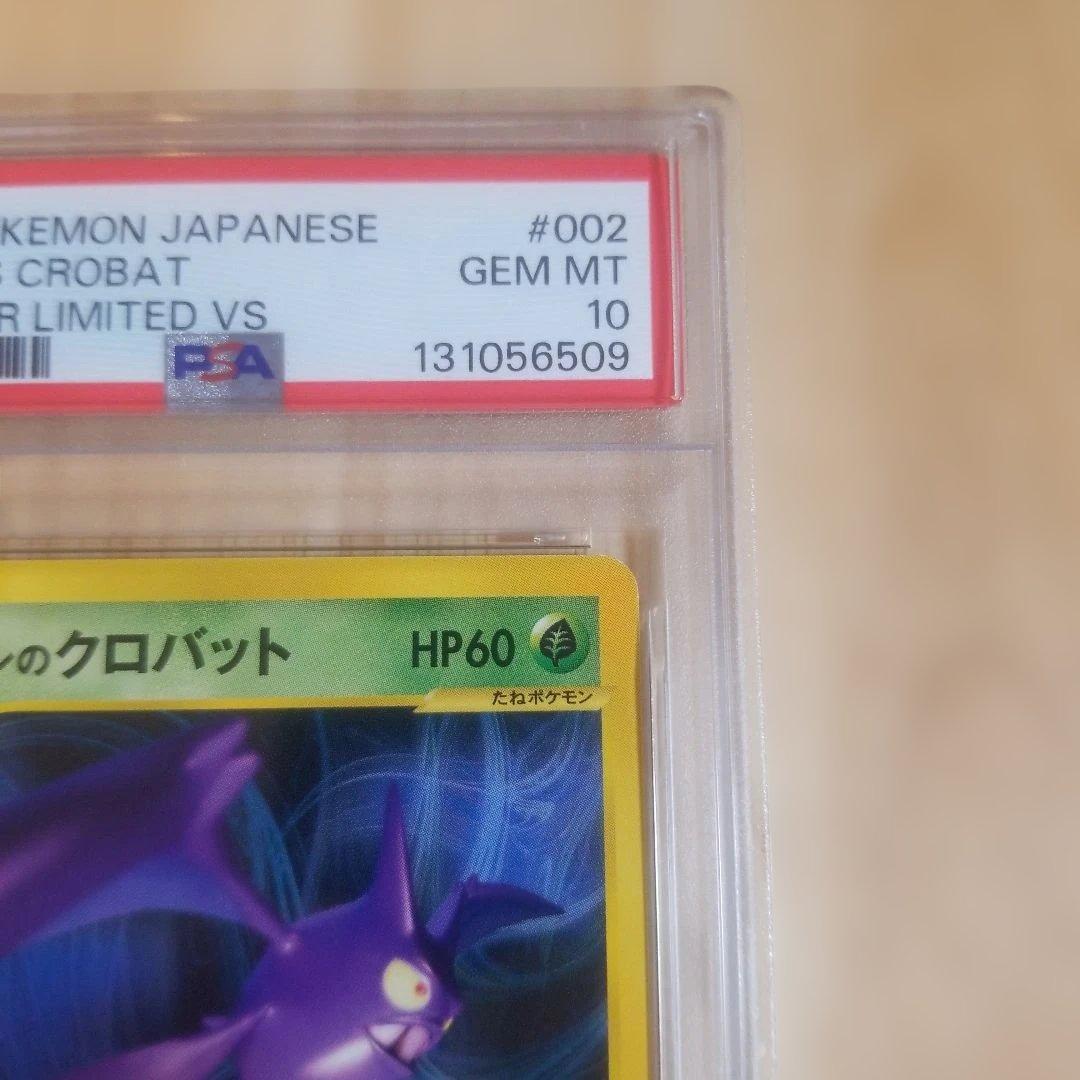 KEMON JAPANESE #002
S CROBAT GEM MT
R LIMITED VS 10
PSA 131056509
ンのクロバット HP60
たねポケモン